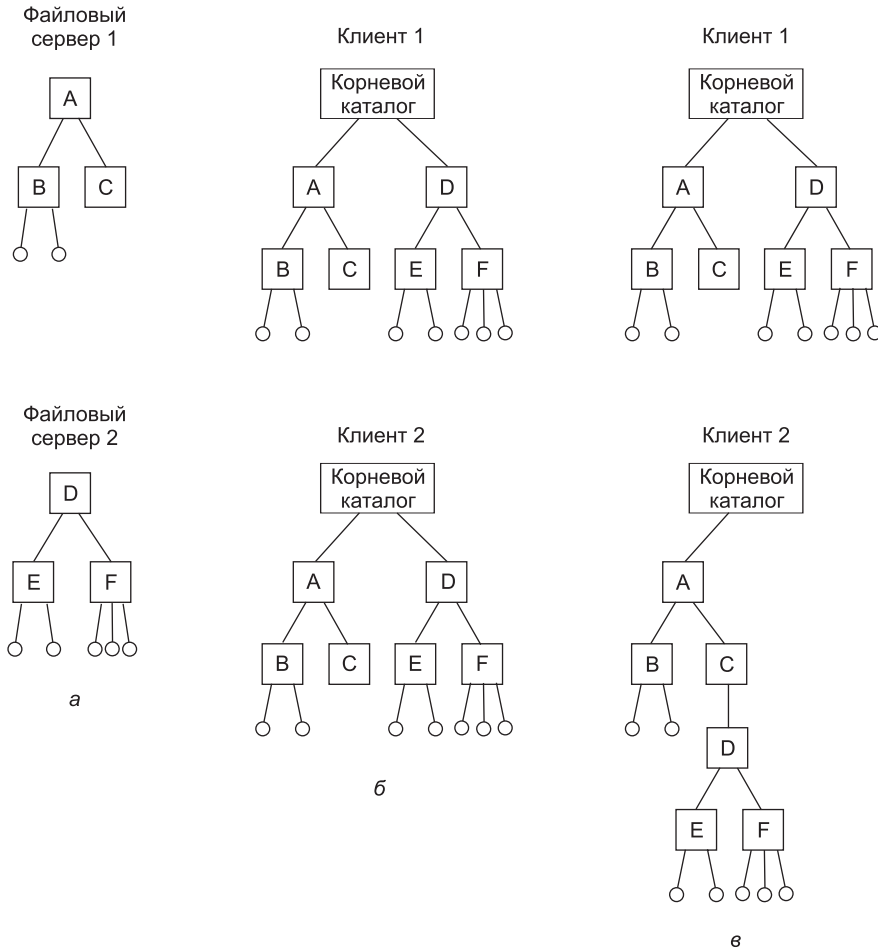 Файловый
сервер 1
A
B
C
Клиент 1
Корневой
каталог
A
D
B
C
E
F
Клиент 1
Корневой
каталог
A
D
B
C
E
F
Файловый
сервер 2
D
E
F
а
Клиент 2
Корневой
каталог
A
D
B
C
E
F
б
Клиент 2
Корневой
каталог
A
B
C
D
E
F
в